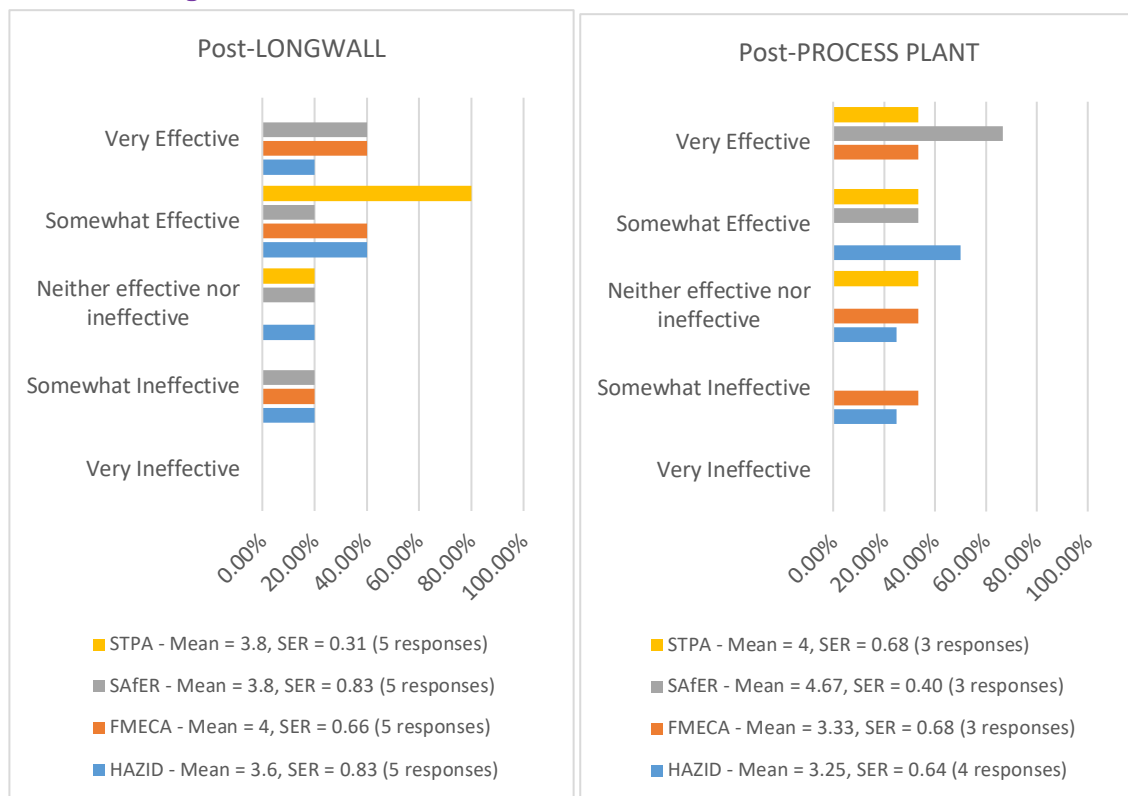 Post-LONGWALL
Very Effective
Somewhat Effective
Neither effective nor
ineffective
Somewhat Ineffective
Very Ineffective
0.00%
20.00%
40.00%
60.00%
80.00%
100.00%
STPA - Mean = 3.8, SER = 0.31 (5 responses)
SAfER - Mean = 3.8, SER = 0.83 (5 responses)
FMECA - Mean = 4, SER = 0.66 (5 responses)
HAZID - Mean = 3.6, SER = 0.83 (5 responses)
Post-PROCESS PLANT
Very Effective
Somewhat Effective
Neither effective nor
ineffective
Somewhat Ineffective
Very Ineffective
0.00%
20.00%
40.00%
60.00%
80.00%
100.00%
STPA - Mean = 4, SER = 0.68 (3 responses)
SAfER - Mean = 4.67, SER = 0.40 (3 responses)
FMECA - Mean = 3.33, SER = 0.68 (3 responses)
HAZID - Mean = 3.25, SER = 0.64 (4 responses)